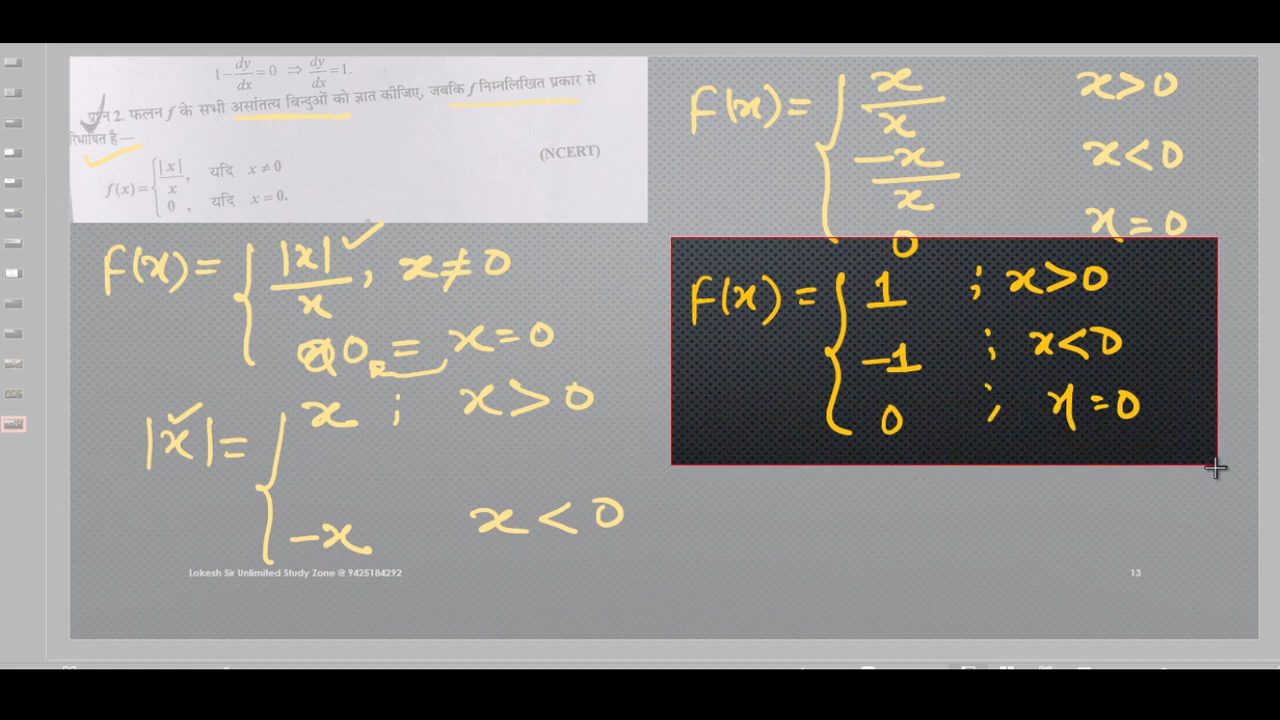 1 - dy/dx = 0 ⇒ dy/dx = 1.
प्रश्न 2. फलन f के सभी असांतत्य बिन्दुओं को ज्ञात कीजिए, जबकि f निम्नलिखित प्रकार से
रिभाषित है—
(NCERT)
f(x) = { |x|/x, यदि x ≠ 0
0, यदि x = 0.
F(x) = { |x|/x, x ≠ 0
0 = x = 0
|x| = { x ; x > 0
-x x < 0
F(x) = { x/x x > 0
-x/x x < 0
0 x = 0
F(x) = { 1 ; x > 0
-1 ; x < 0
0 ; x = 0
Lokesh Sir Unlimited Study Zone @ 9425184292
13